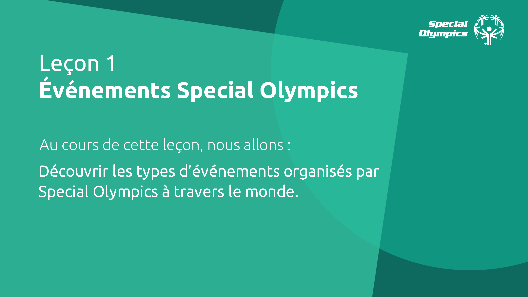 Special
Olympics
Leçon 1
Événements Special Olympics
Au cours de cette leçon, nous allons :
Découvrir les types d'événements organisés par
Special Olympics à travers le monde.